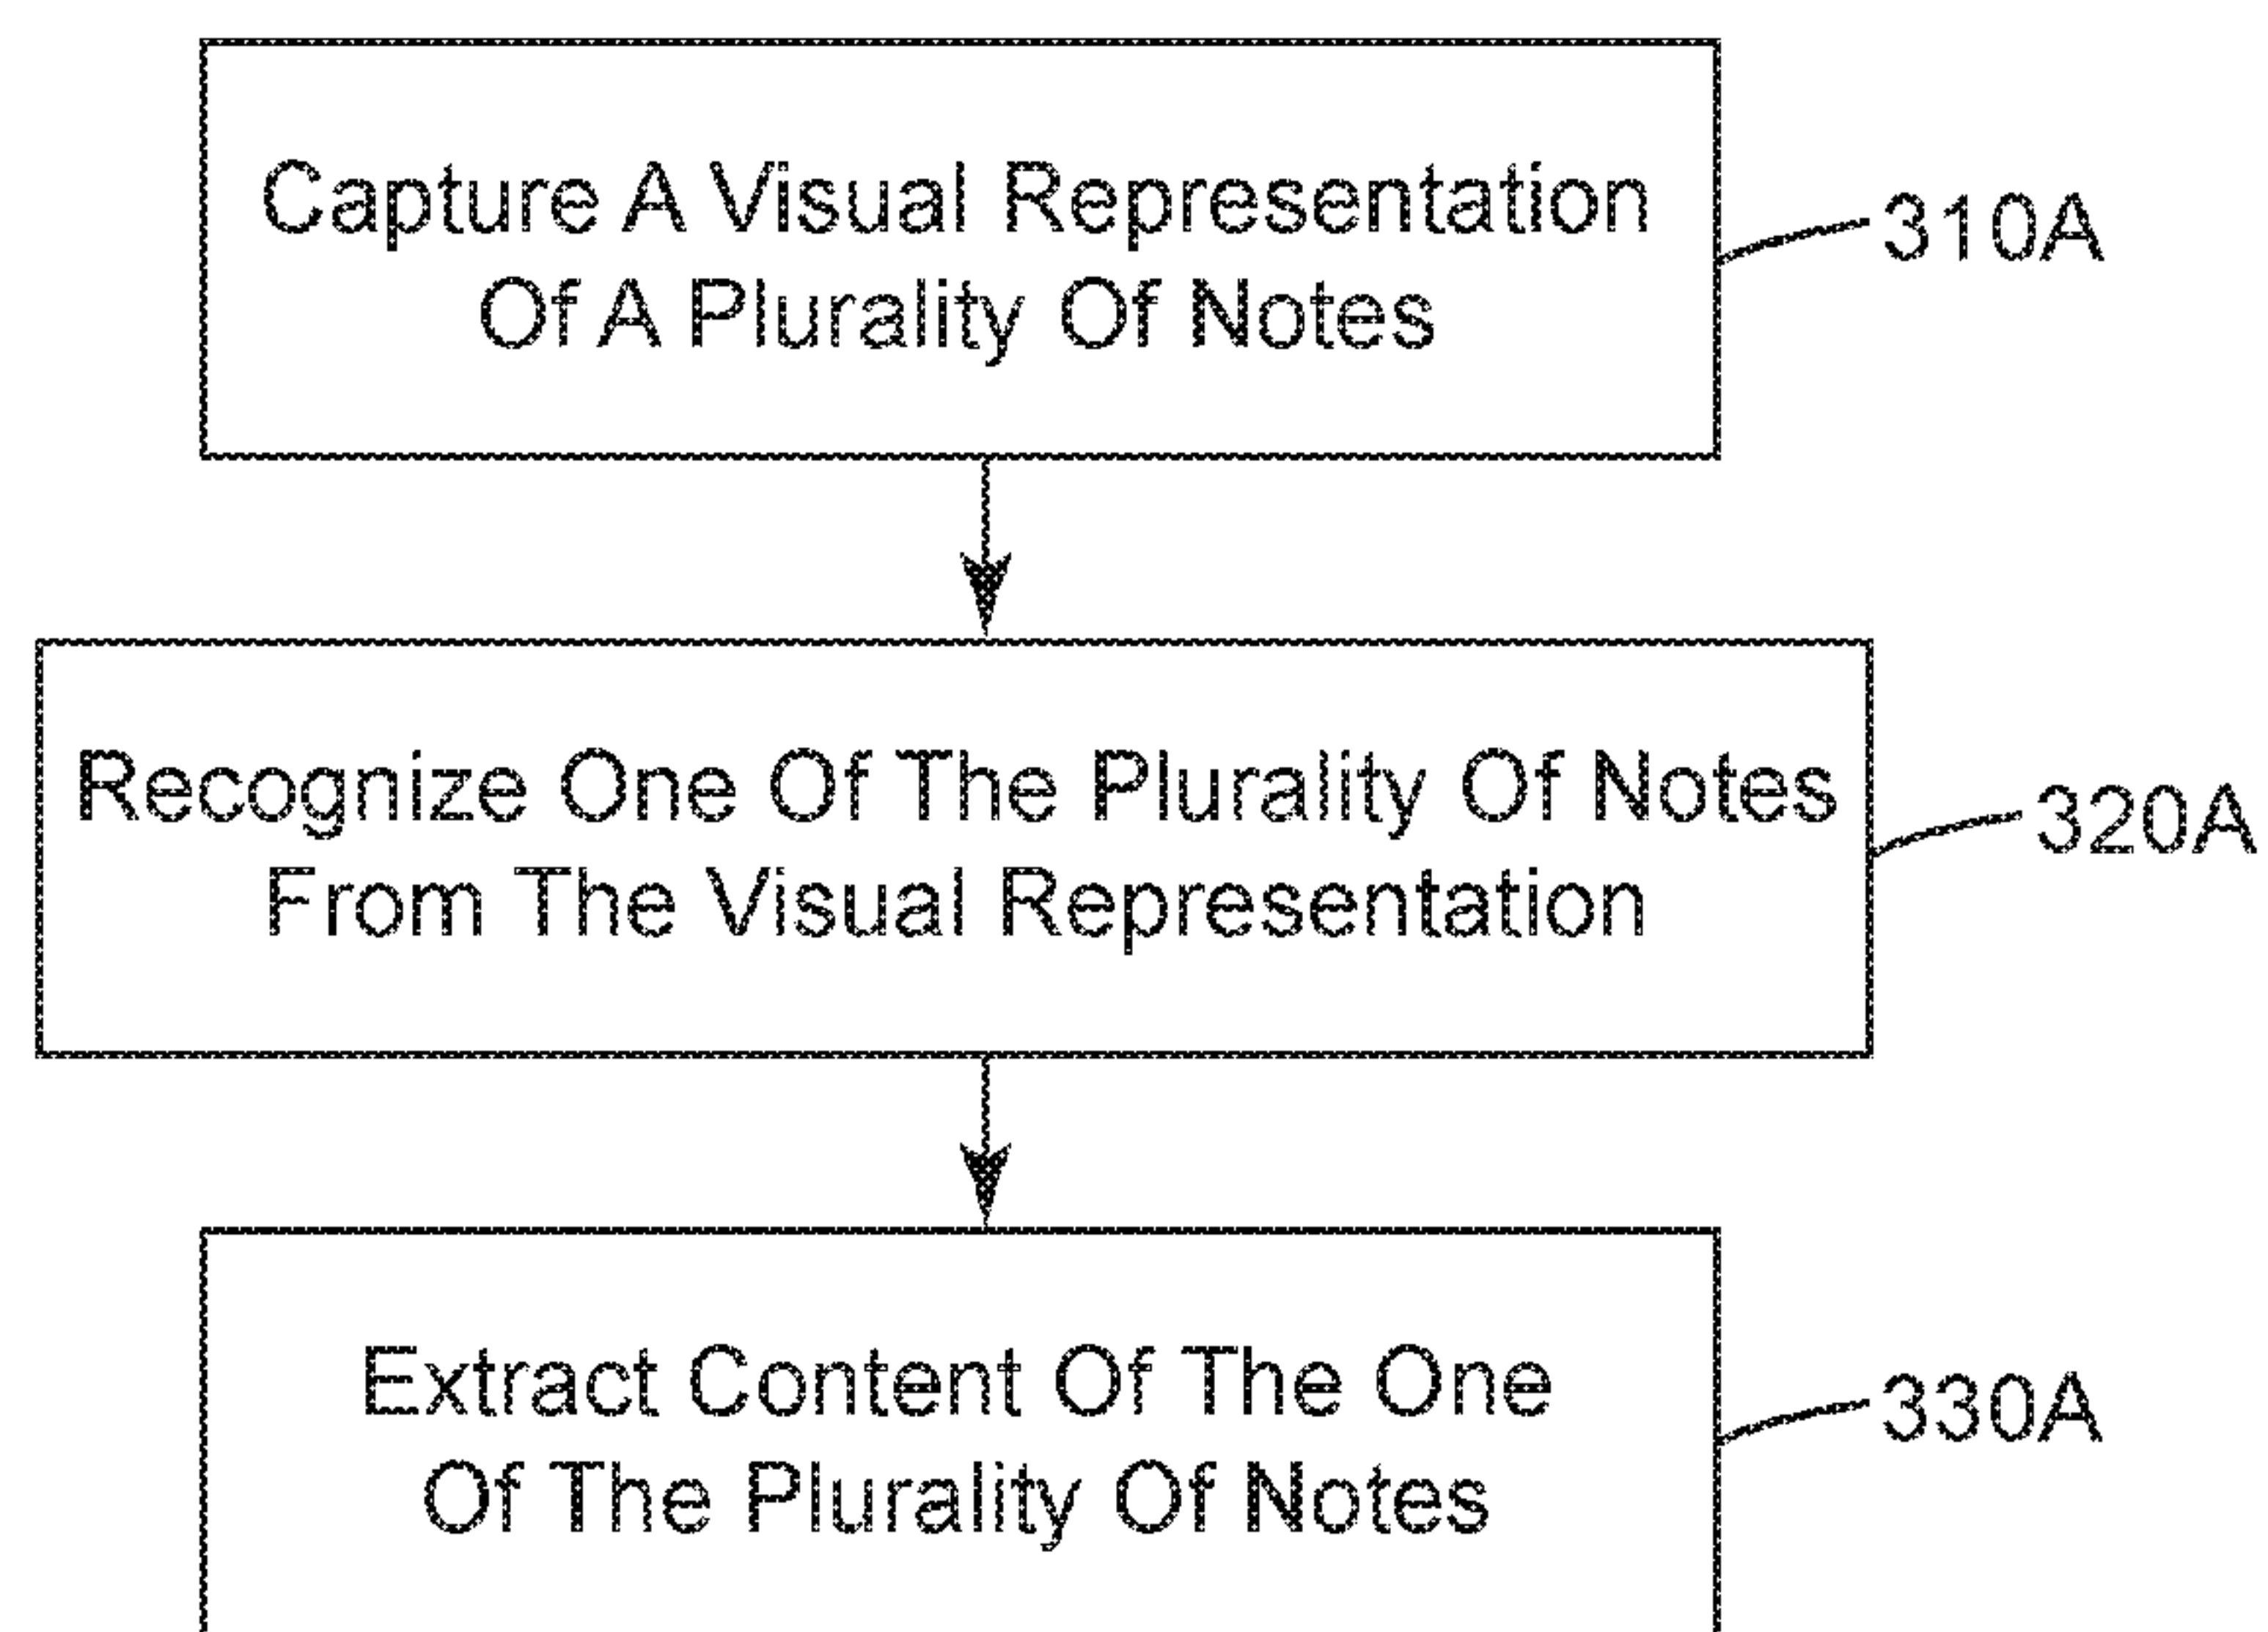 Capture A Visual Representation
Of A Plurality Of Notes
310A
Recognize One Of The Plurality Of Notes
From The Visual Representation
320A
Extract Content Of The One
Of The Plurality Of Notes
330A